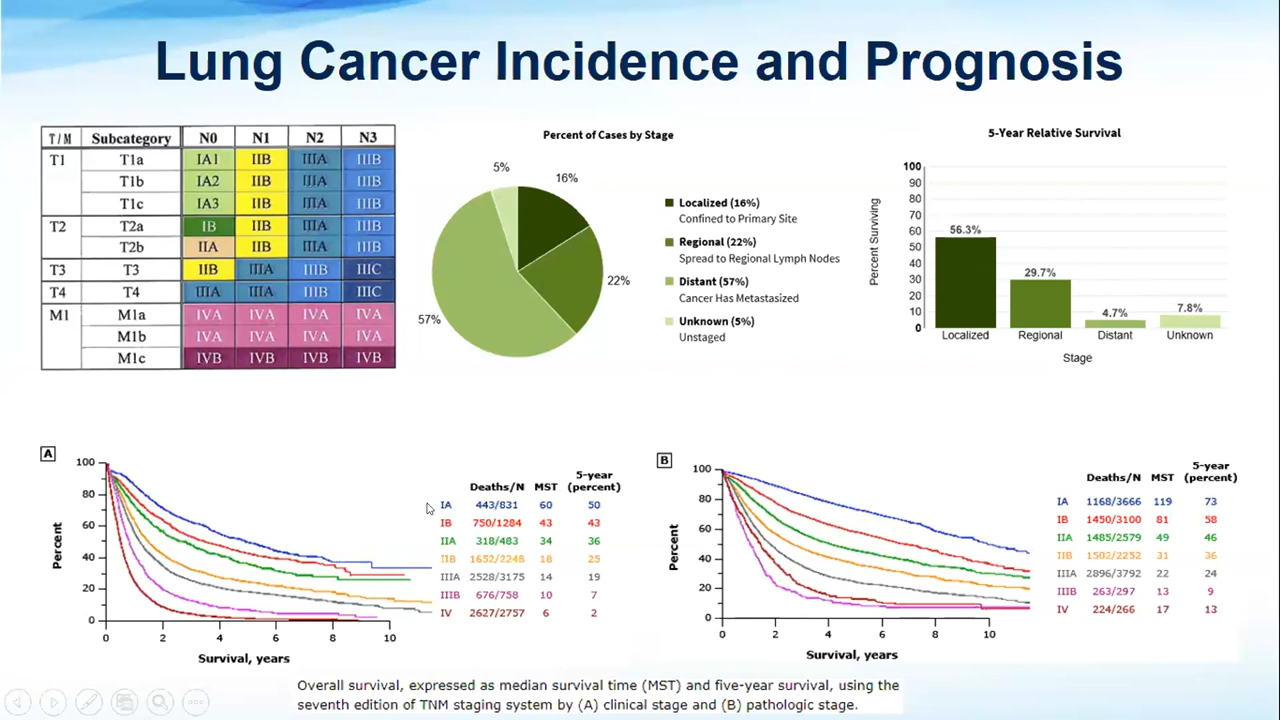 Lung Cancer Incidence and Prognosis
T/M Subcategory N0 N1 N2 N3
T1 T1a IA1 IIB IIIA IIIB
T1b IA2 IIB IIIA IIIB
T1c IA3 IIB IIIA IIIB
T2 T2a IB IIB IIIA IIIB
T2b IIA IIB IIIA IIIB
T3 T3 IIB IIIA IIIB IIIC
T4 T4 IIIA IIIA IIIB IIIC
M1 M1a IVA IVA IVA IVA
M1b IVA IVA IVA IVA
M1c IVB IVB IVB IVB
Percent of Cases by Stage
5%
16%
22%
57%
Localized (16%)
Confined to Primary Site
Regional (22%)
Spread to Regional Lymph Nodes
Distant (57%)
Cancer Has Metastasized
Unknown (5%)
Unstaged
5-Year Relative Survival
Percent Surviving
100
90
80
70
60
50
40
30
20
10
0
56.3%
29.7%
4.7%
7.8%
Localized Regional Distant Unknown
Stage
A
Percent
100
80
60
40
20
0
0 2 4 6 8 10
Survival, years
Deaths/N MST 5-year (percent)
IA 443/831 60 50
IB 750/1284 43 43
IIA 318/483 34 36
IIB 1652/2248 18 25
IIIA 2528/3175 14 19
IIIB 676/758 10 7
IV 2627/2757 6 2
B
Percent
100
80
60
40
20
0
0 2 4 6 8 10
Survival, years
Deaths/N MST 5-year (percent)
IA 1168/3666 119 73
IB 1450/3100 81 58
IIA 1485/2579 49 46
IIB 1502/2252 31 36
IIIA 2896/3792 22 24
IIIB 263/297 13 9
IV 224/266 17 13
Overall survival, expressed as median survival time (MST) and five-year survival, using the
seventh edition of TNM staging system by (A) clinical stage and (B) pathologic stage.